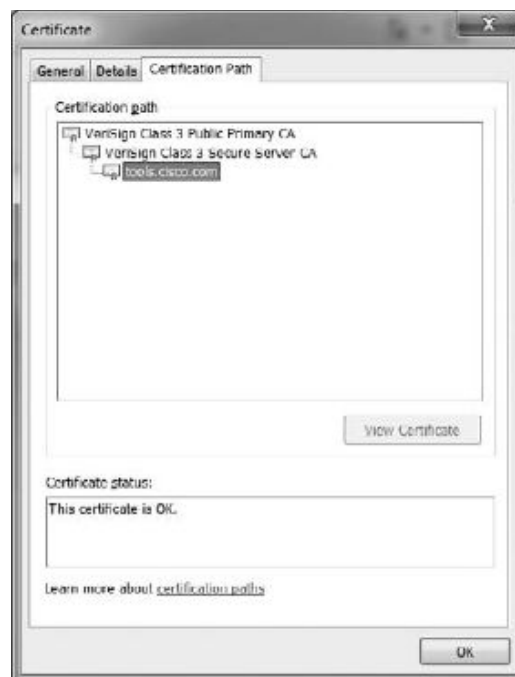 Certificate
General
Details
Certification Path
Certification path
VeriSign Class 3 Public Primary CA
VeriSign Class 3 Secure Server CA
tools.cisco.com
View Certificate
Certificate status:
This certificate is OK.
Learn more about certification paths
OK